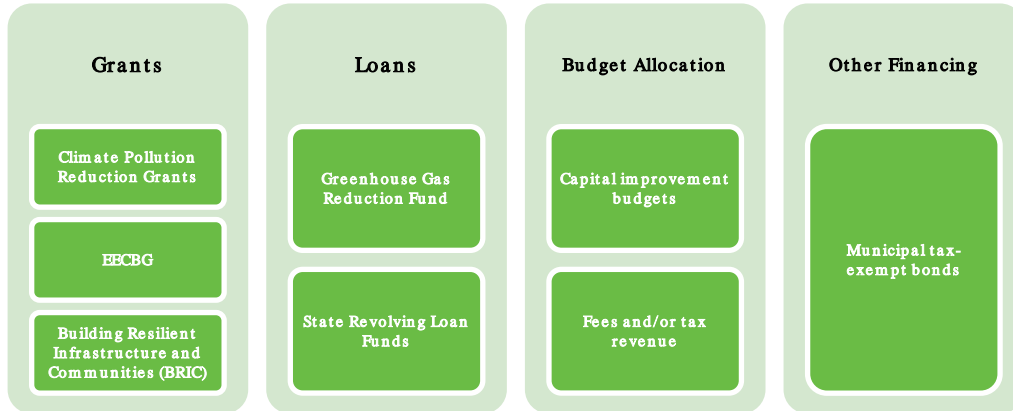 Grants
Climate Pollution
Reduction Grants
EECBG
Building Resilient
Infrastructure and
Communities (BRIC)
Loans
Greenhouse Gas
Reduction Fund
State Revolving Loan
Funds
Budget Allocation
Capital improvement
budgets
Fees and/or tax
revenue
Other Financing
Municipal tax-
exempt bonds